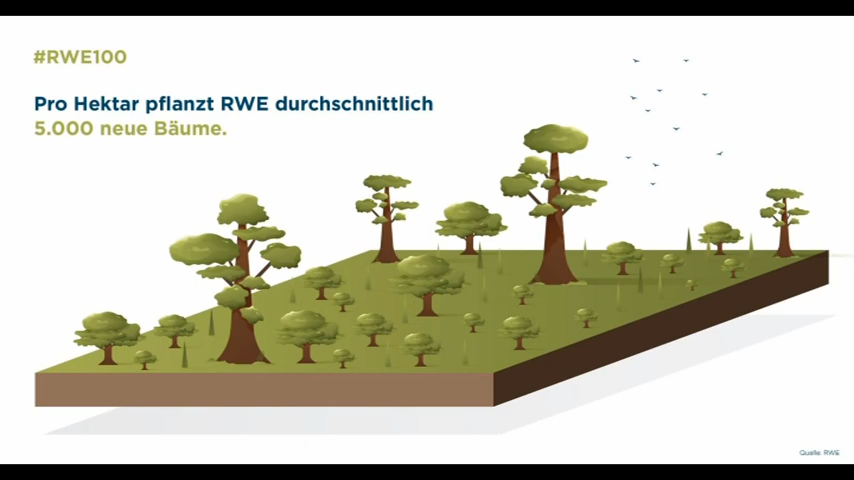 #RWE100
Pro Hektar pflanzt RWE durchschnittlich
5.000 neue Bäume.
Quelle: RWE